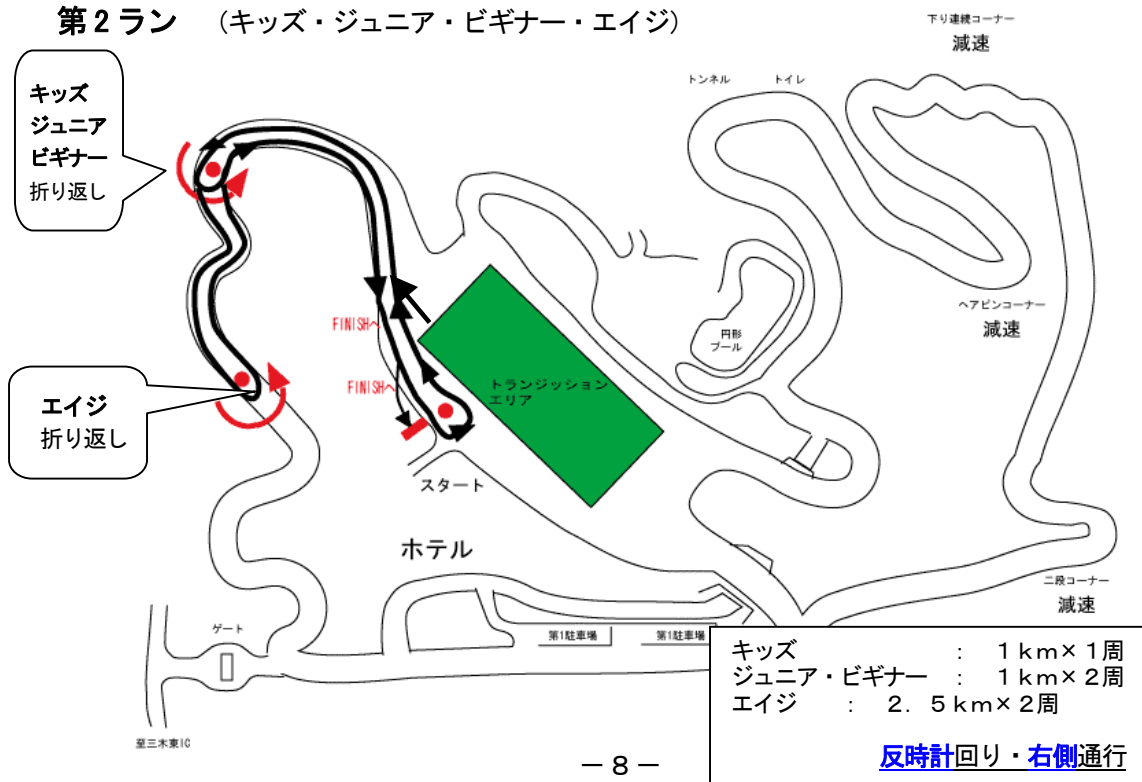 第２ラン （キッズ・ジュニア・ビギナー・エイジ）
下り連続コーナー
減速
キッズ
ジュニア
ビギナー
折り返し
トンネル
トイレ
ヘアピンコーナー
減速
FINISHへ
円形
プール
エイジ
折り返し
FINISHへ
トランジッション
エリア
スタート
ホテル
二段コーナー
減速
ゲート
第1駐車場
第1駐車場
キッズ ： １ｋｍ×１周
ジュニア・ビギナー ： １ｋｍ×２周
エイジ ： ２．５ｋｍ×２周
反時計回り・右側通行
至三木東IC
－８－